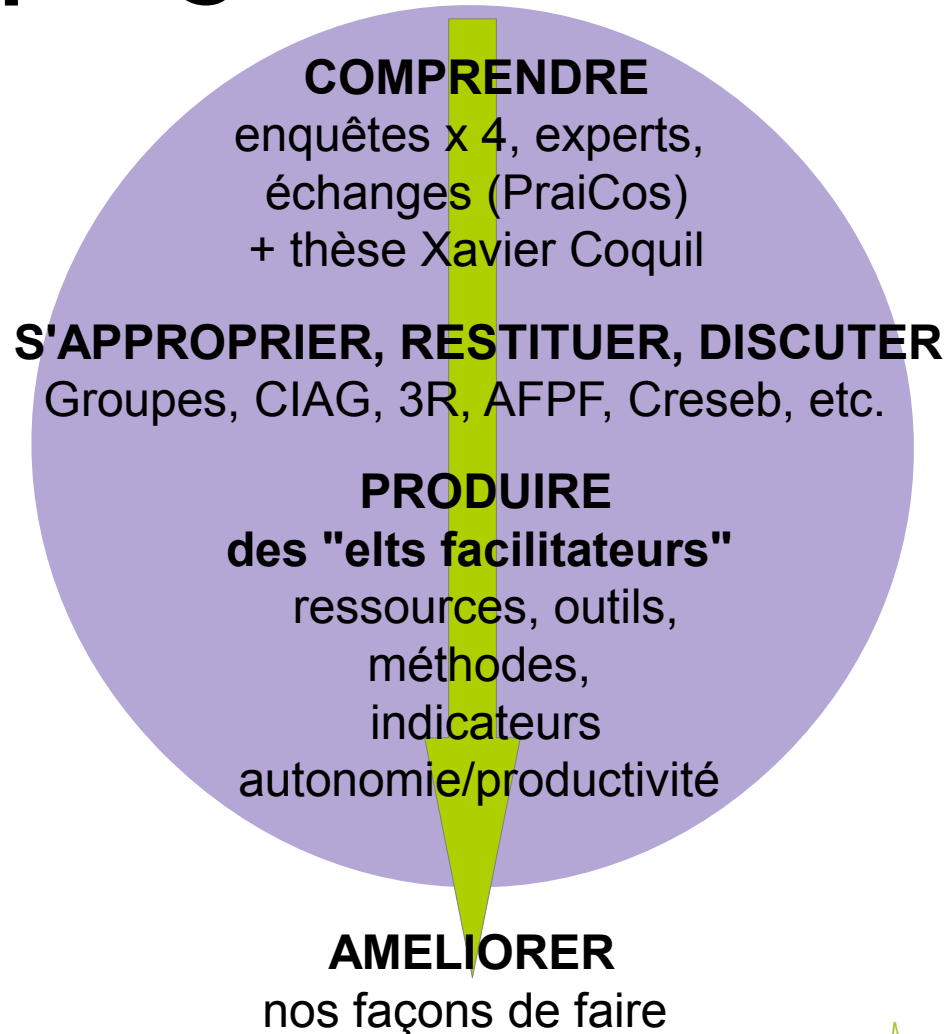 COMPRENDRE
enquêtes x 4, experts,
échanges (PraiCos)
+ thèse Xavier Coquil
S'APPROPRIER, RESTITUER, DISCUTER
Groupes, CIAG, 3R, AFPF, Creseb, etc.
PRODUIRE
des "elts facilitateurs"
ressources, outils,
méthodes,
indicateurs
autonomie/productivité
AMELIORER
nos façons de faire